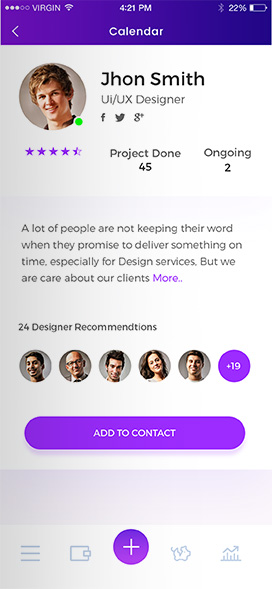 VIRGIN 4:21 PM 22%
Calendar
Jhon Smith
Ui/UX Designer
f g+
Project Done Ongoing
45 2
A lot of people are not keeping their word
when they promise to deliver something on
time, especially for Design services, But we
are care about our clients More..
24 Designer Recommendtions
+19
ADD TO CONTACT